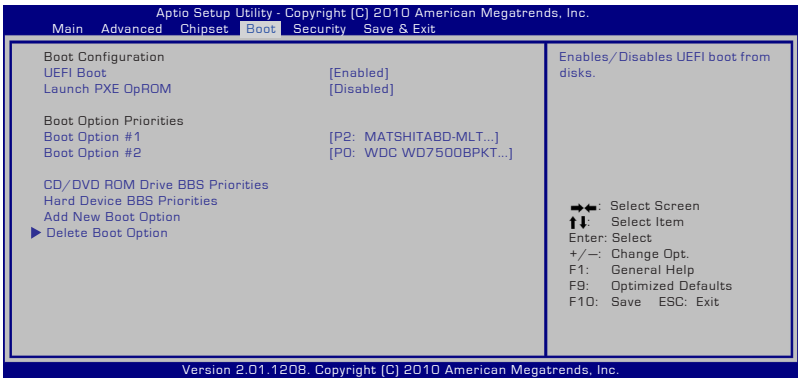 Aptio Setup Utility - Copyright (C) 2010 American Megatrends, Inc.
Main Advanced Chipset Boot Security Save & Exit
Boot Configuration
UEFI Boot [Enabled]
Launch PXE OpROM [Disabled]
Boot Option Priorities
Boot Option #1 [P2: MATSHITABD-MLT...]
Boot Option #2 [P0: WDC WD7500BPKT...]
CD/DVD ROM Drive BBS Priorities
Hard Device BBS Priorities
Add New Boot Option
Delete Boot Option
Enables/Disables UEFI boot from
disks.
→←: Select Screen
↑↓: Select Item
Enter: Select
+/—: Change Opt.
F1: General Help
F9: Optimized Defaults
F10: Save ESC: Exit
Version 2.01.1208. Copyright (C) 2010 American Megatrends, Inc.